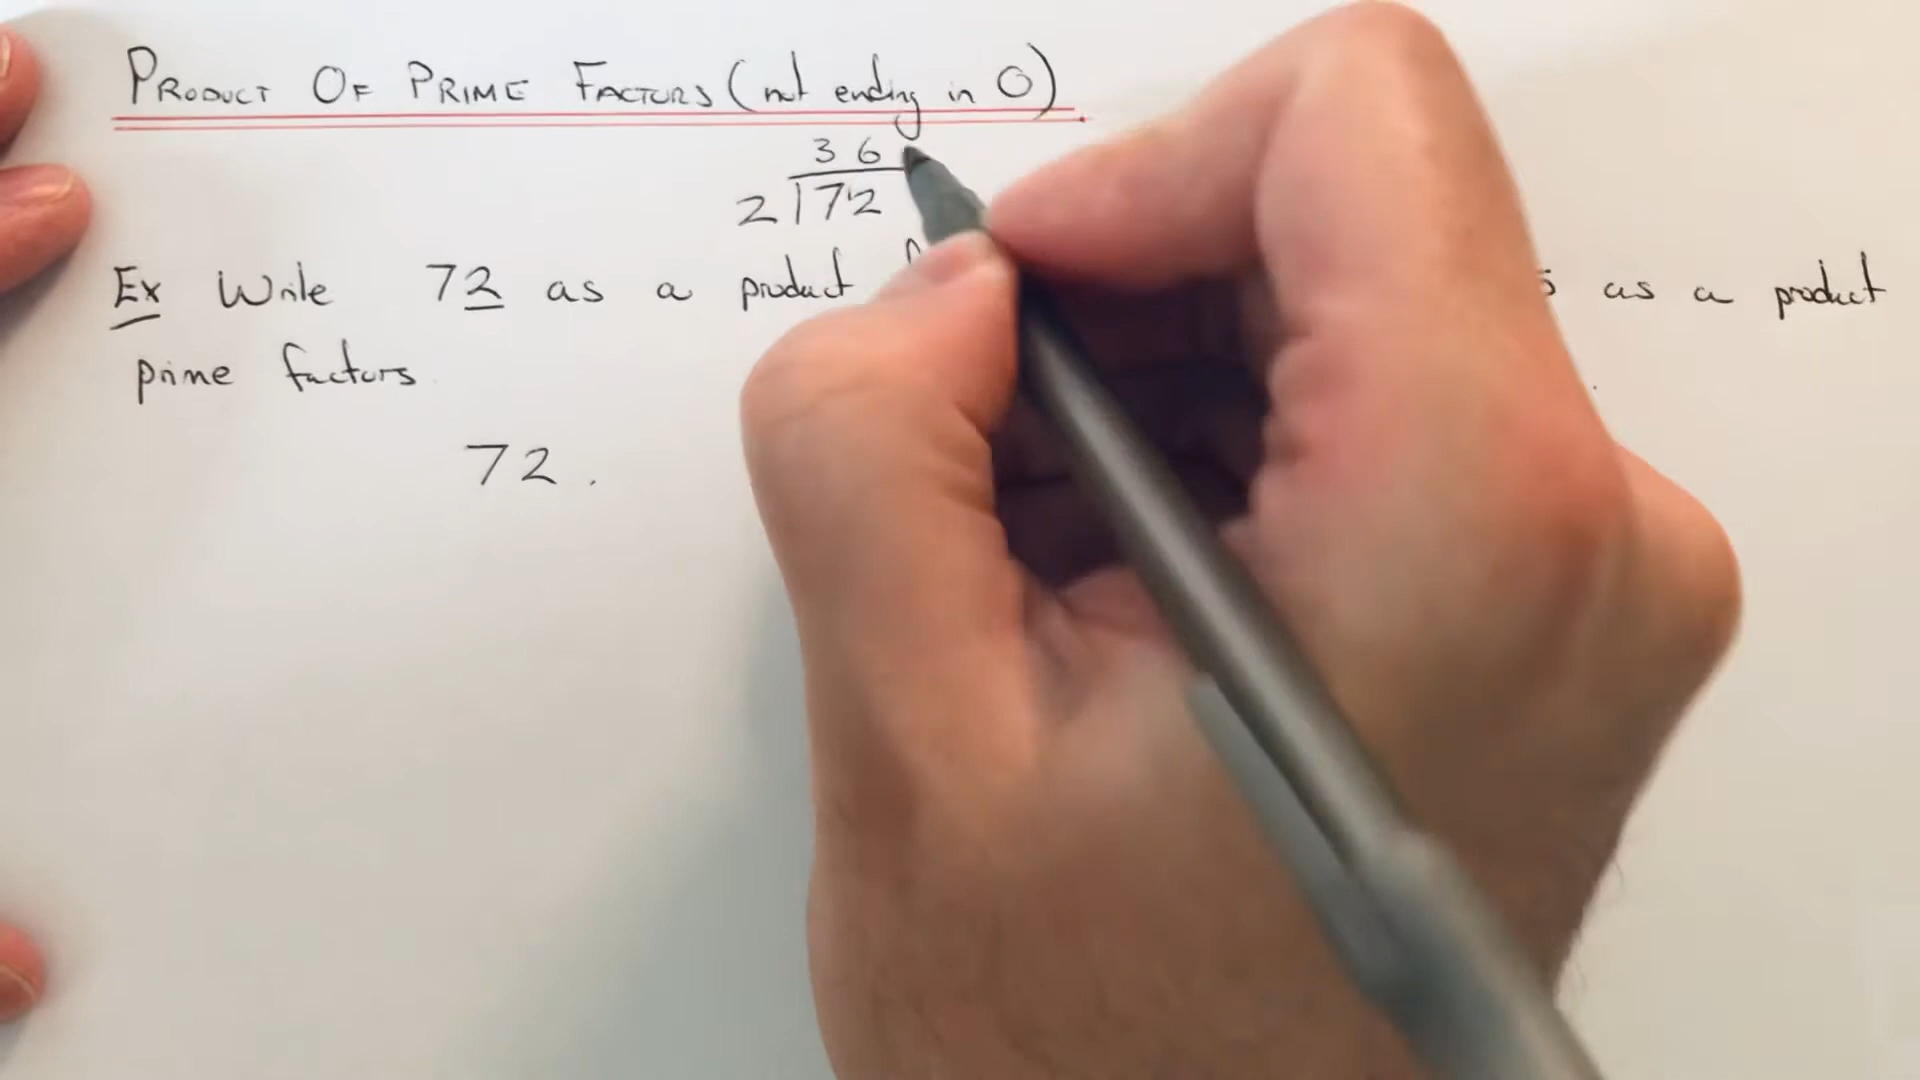 PRODUCT OF PRIME FACTORS (not ending in 0)
3 6
2 72
Ex Write 72 as a product
as a product
prime factors
72